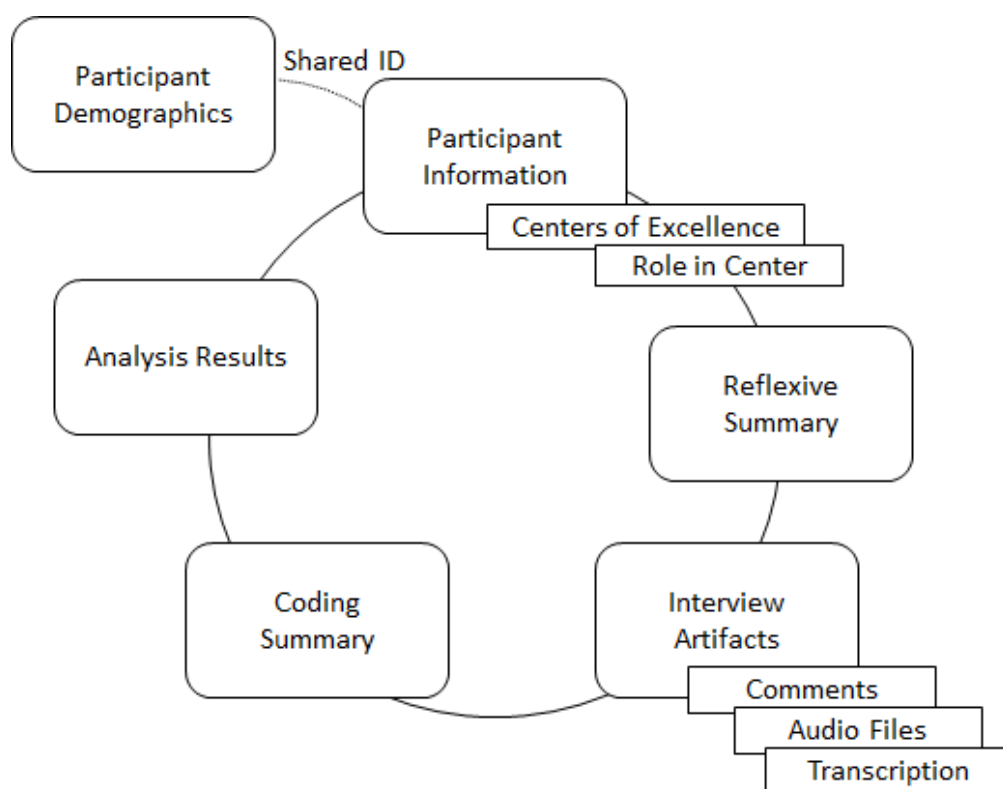 Participant
Demographics
Shared ID
Participant
Information
Centers of Excellence
Role in Center
Analysis Results
Reflexive
Summary
Coding
Summary
Interview
Artifacts
Comments
Audio Files
Transcription